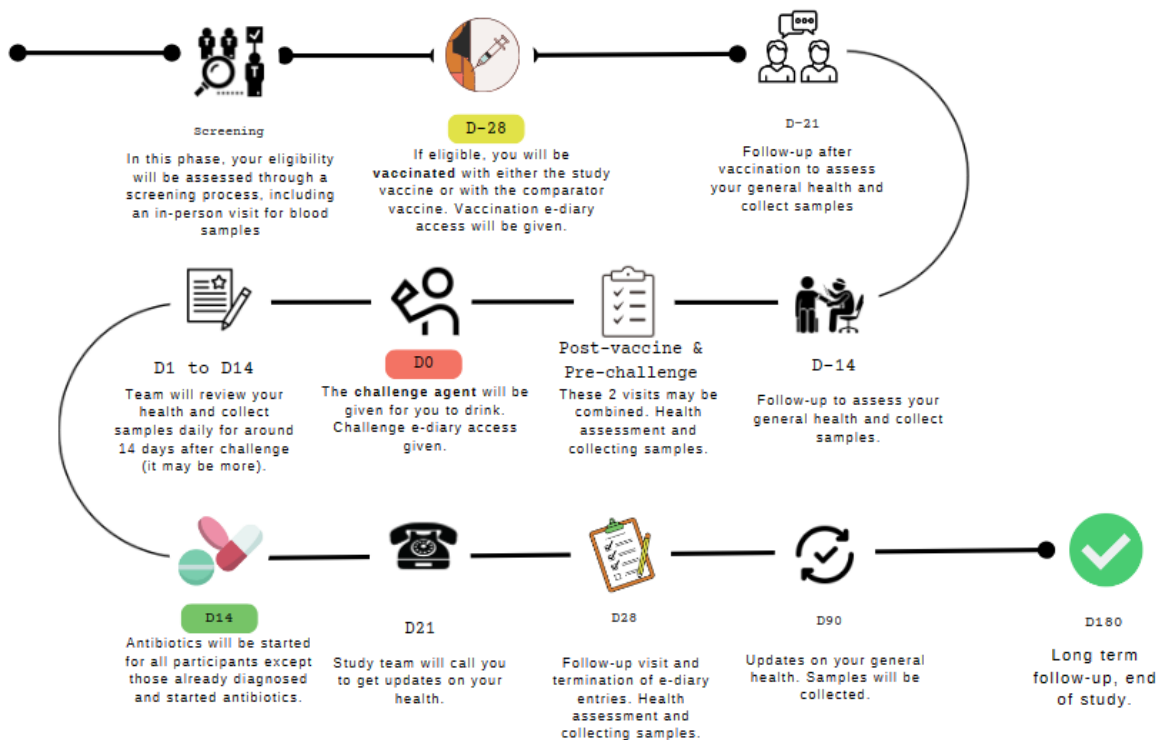 Screening
In this phase, your eligibility
will be assessed through a
screening process, including
an in-person visit for blood
samples
D-28
If eligible, you will be
vaccinated with either the study
vaccine or with the comparator
vaccine. Vaccination e-diary
access will be given.
D-21
Follow-up after
vaccination to assess
your general health and
collect samples
D-14
Follow-up to assess your
general health and collect
samples.
Post-vaccine &
Pre-challenge
These 2 visits may be
combined. Health
assessment and
collecting samples.
D0
The challenge agent will be
given for you to drink.
Challenge e-diary access
given.
D1 to D14
Team will review your
health and collect
samples daily for around
14 days after challenge
(it may be more).
D14
Antibiotics will be started
for all participants except
those already diagnosed
and started antibiotics.
D21
Study team will call you
to get updates on your
health.
D28
Follow-up visit and
termination of e-diary
entries. Health
assessment and
collecting samples.
D90
Updates on your general
health. Samples will be
collected.
D180
Long term
follow-up, end
of study.